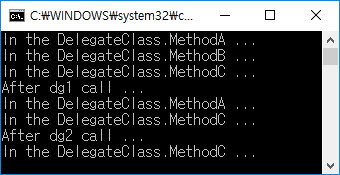 C:₩WINDOWS₩system32₩c...
In the DelegateClass.MethodA ...
In the DelegateClass.MethodB ...
In the DelegateClass.MethodC ...
After dg1 call ...
In the DelegateClass.MethodA ...
In the DelegateClass.MethodC ...
After dg2 call ...
In the DelegateClass.MethodC ...